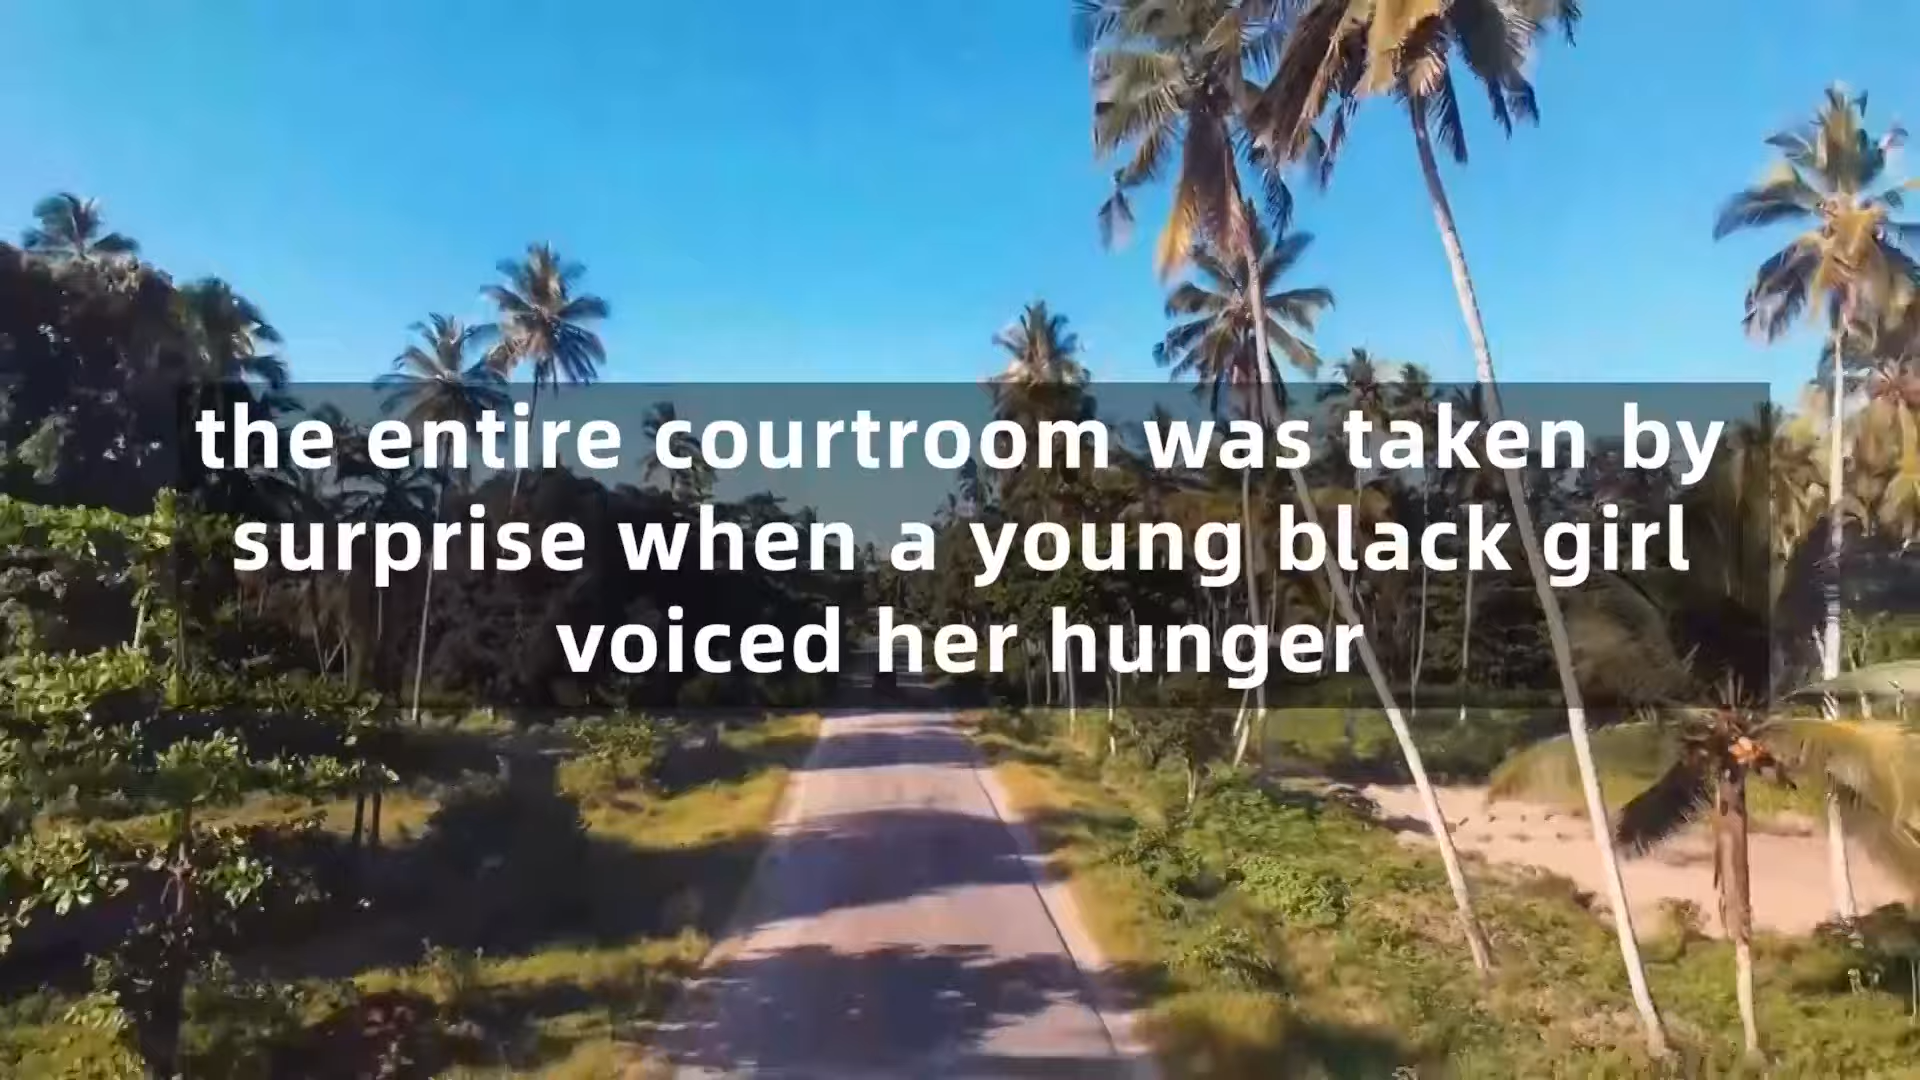 the entire courtroom was taken by
surprise when a young black girl
voiced her hunger